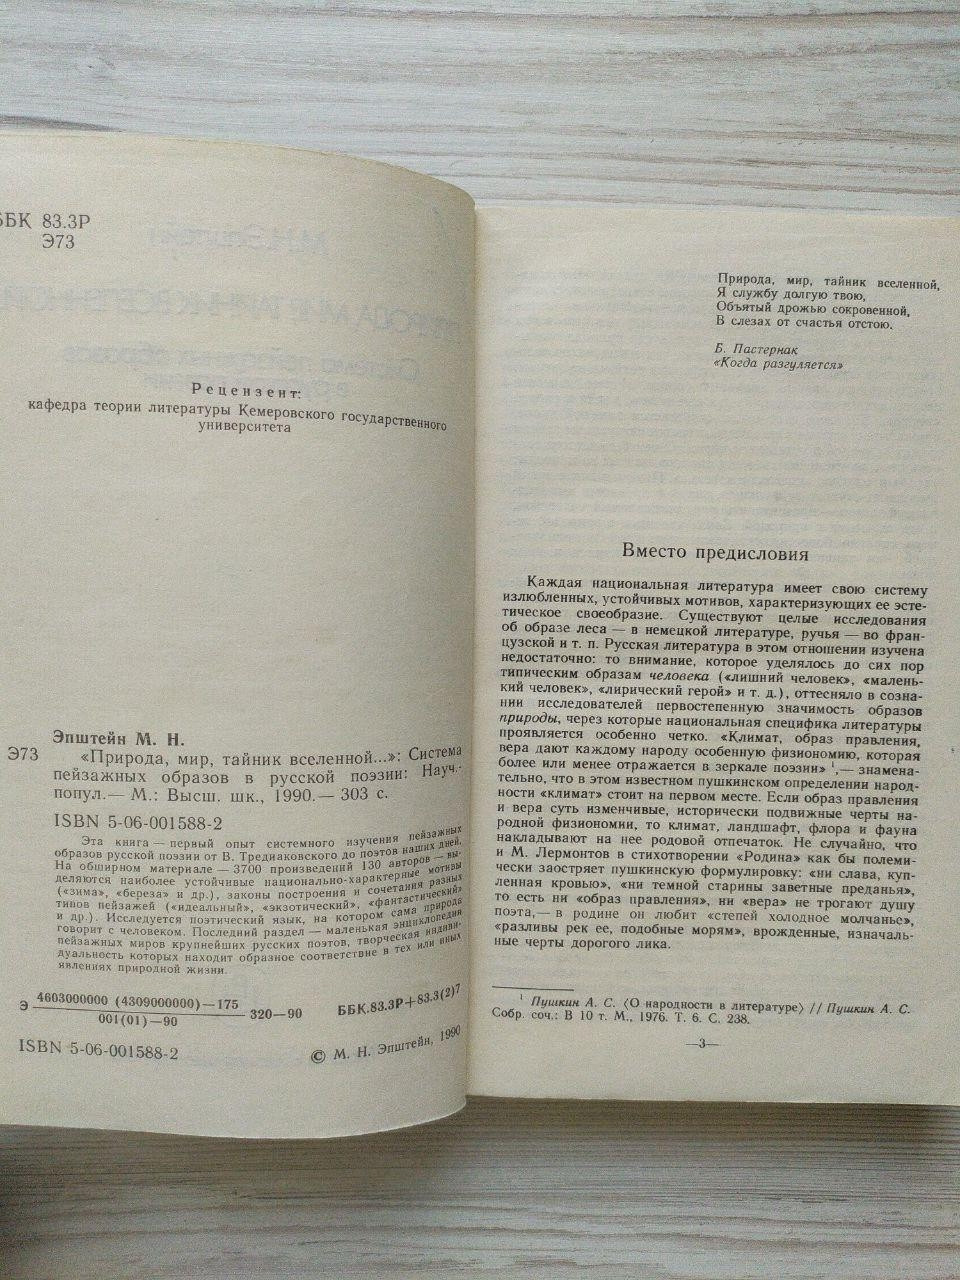 ББК 83.3Р
Э73
Рецензент:
кафедра теории литературы Кемеровского государственного
университета
Эпштейн М. Н.
Э73 «Природа, мир, тайник вселенной...»: Система
пейзажных образов в русской поэзии: Науч.-
попул.— М.: Высш. шк., 1990.— 303 с.
ISBN 5-06-001588-2
Эта книга — первый опыт системного изучения пейзажных
образов русской поэзии от В. Тредиаковского до поэтов наших дней.
На обширном материале — 3700 произведений 130 авторов — вы-
деляются наиболее устойчивые национально-характерные мотивы
(«зима», «береза» и др.), законы построения и сочетания разных
типов пейзажей («идеальный», «экзотический», «фантастический»
и др.). Исследуется поэтический язык, на котором сама природа
говорит с человеком. Последний раздел — маленькая энциклопедия
пейзажных миров крупнейших русских поэтов, творческая индиви-
дуальность которых находит образное соответствие в тех или иных
явлениях природной жизни.
Э 4603000000 (4309000000)—175
001(01)—90 320—90 ББК.83.3Р+83.3(2)7
ISBN 5-06-001588-2 © М. Н. Эпштейн, 1990
Природа, мир, тайник вселенной,
Я службу долгую твою,
Объятый дрожью сокровенной,
В слезах от счастья отстою.
Б. Пастернак
«Когда разгуляется»
Вместо предисловия
Каждая национальная литература имеет свою систему
излюбленных, устойчивых мотивов, характеризующих ее эсте-
тическое своеобразие. Существуют целые исследования
об образе леса — в немецкой литературе, ручья — во фран-
цузской и т. п. Русская литература в этом отношении изучена
недостаточно: то внимание, которое уделялось до сих пор
типическим образам человека («лишний человек», «малень-
кий человек», «лирический герой» и т. д.), оттесняло в созна-
нии исследователей первостепенную значимость образов
природы, через которые национальная специфика литературы
проявляется особенно четко. «Климат, образ правления,
вера дают каждому народу особенную физиономию, которая
более или менее отражается в зеркале поэзии» ¹,— знамена-
тельно, что в этом известном пушкинском определении народ-
ности «климат» стоит на первом месте. Если образ правления
и вера суть изменчивые, исторически подвижные черты на-
родной физиономии, то климат, ландшафт, флора и фауна
накладывают на нее родовой отпечаток. Не случайно, что
и М. Лермонтов в стихотворении «Родина» как бы полеми-
чески заостряет пушкинскую формулировку: «ни слава, куп-
ленная кровью», «ни темной старины заветные преданья»,
то есть ни «образ правления», ни «вера» не трогают душу
поэта,— в родине он любит «степей холодное молчанье»,
«разливы рек ее, подобные морям», врожденные, изначаль-
ные черты дорогого лика.
¹ Пушкин А. С. ⟨О народности в литературе⟩ // Пушкин А. С.
Собр. соч.: В 10 т. М., 1976. Т. 6. С. 238.
—3—